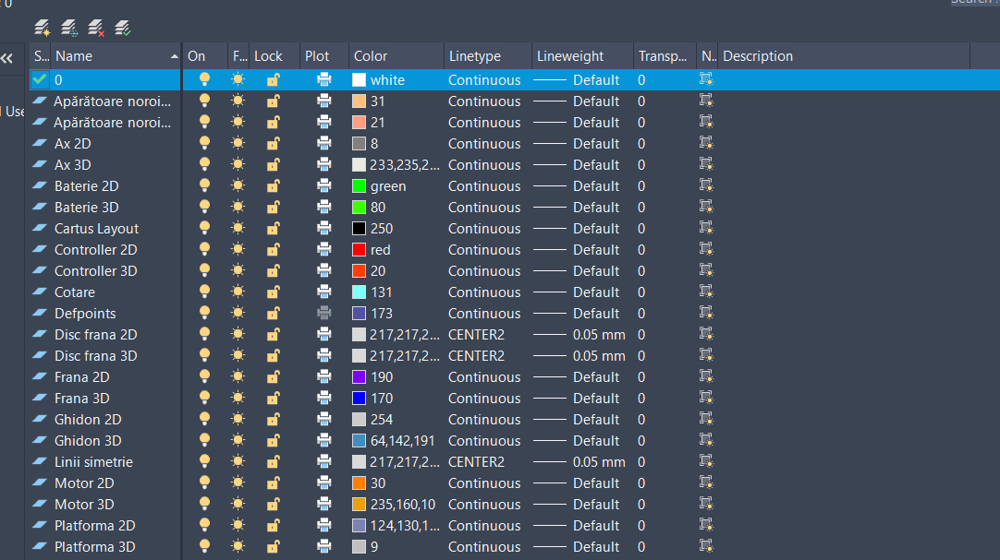 : 0
S... Name On F... Lock Plot Color Linetype Lineweight Transp... N.. Description
0 white Continuous Default 0
Apărătoare noroi... 31 Continuous Default 0
Apărătoare noroi... 21 Continuous Default 0
Ax 2D 8 Continuous Default 0
Ax 3D 233,235,2... Continuous Default 0
Baterie 2D green Continuous Default 0
Baterie 3D 80 Continuous Default 0
Cartus Layout 250 Continuous Default 0
Controller 2D red Continuous Default 0
Controller 3D 20 Continuous Default 0
Cotare 131 Continuous Default 0
Defpoints 173 Continuous Default 0
Disc frana 2D 217,217,2... CENTER2 0.05 mm 0
Disc frana 3D 217,217,2... CENTER2 0.05 mm 0
Frana 2D 190 Continuous Default 0
Frana 3D 170 Continuous Default 0
Ghidon 2D 254 Continuous Default 0
Ghidon 3D 64,142,191 Continuous Default 0
Linii simetrie 217,217,2... CENTER2 0.05 mm 0
Motor 2D 30 Continuous Default 0
Motor 3D 235,160,10 Continuous Default 0
Platforma 2D 124,130,1... Continuous Default 0
Platforma 3D 9 Continuous Default 0